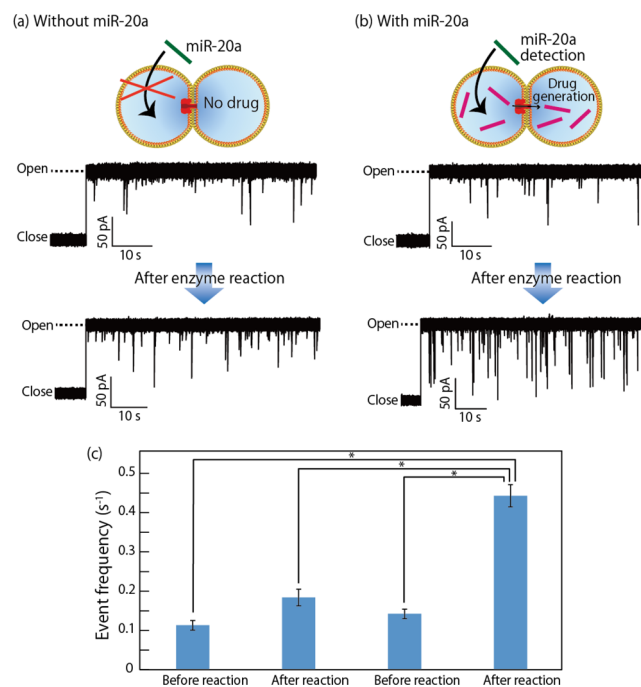 (a) Without miR-20a
miR-20a
No drug
Open
Close
50 pA
10 s
After enzyme reaction
Open
Close
50 pA
10 s
(b) With miR-20a
miR-20a
detection
Drug
generation
Open
Close
50 pA
10 s
After enzyme reaction
Open
Close
50 pA
10 s
(c)
Event frequency (s⁻¹)
0.5
0.4
0.3
0.2
0.1
0
*
*
*
Before reaction After reaction Before reaction After reaction